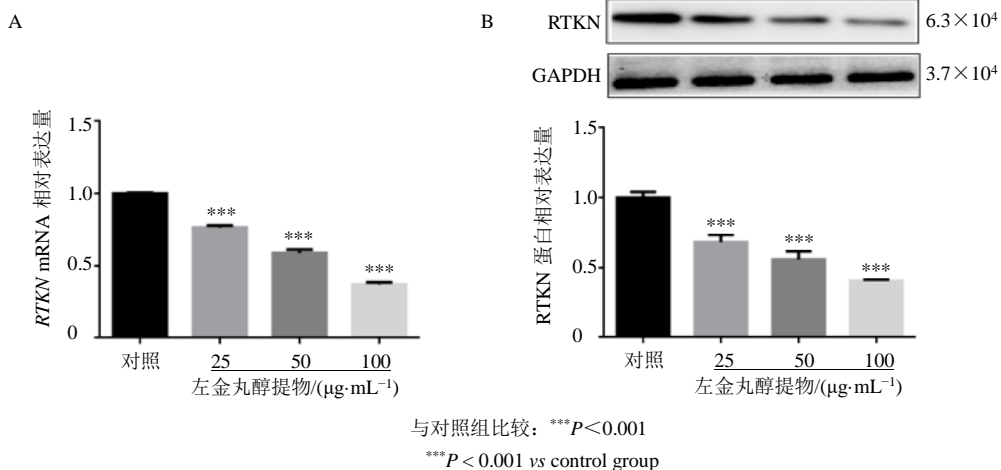 A
RTKN mRNA 相对表达量
1.5
1.0
0.5
0
***
***
***
对照
25
50
100
左金丸醇提物/(μg·mL⁻¹)
B
RTKN
6.3×10⁴
GAPDH
3.7×10⁴
RTKN 蛋白相对表达量
1.5
1.0
0.5
0
***
***
***
对照
25
50
100
左金丸醇提物/(μg·mL⁻¹)
与对照组比较：***P＜0.001
***P < 0.001 vs control group